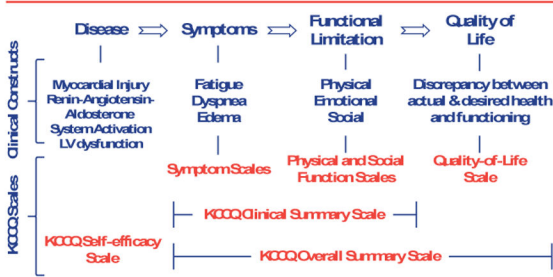 Disease Symptoms Functional Limitation Quality of Life
Clinical Constructs
Myocardial Injury
Renin-Angiotensin-
Aldosterone
System Activation
LV dysfunction
Fatigue
Dyspnea
Edema
Physical
Emotional
Social
Discrepancy between
actual & desired health
and functioning
KCCQ Scales
Symptom Scales
Physical and Social
Function Scales
Quality-of-Life
Scale
KCCQ Clinical Summary Scale
KCCQ Self-efficacy
Scale
KCCQ Overall Summary Scale